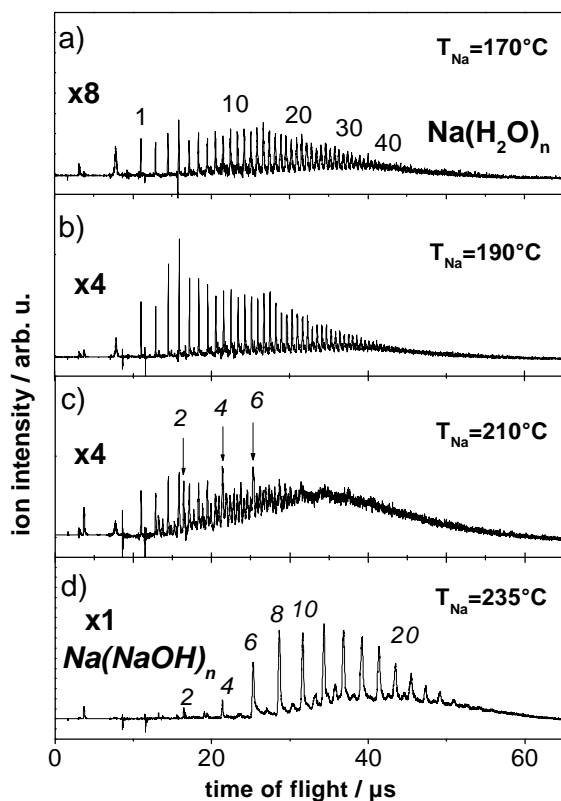 a)
T_Na=170°C
x8
1
10
20
30
40
Na(H₂O)ₙ
b)
T_Na=190°C
x4
c)
2
4
6
T_Na=210°C
x4
d)
T_Na=235°C
x1
Na(NaOH)ₙ
2
4
6
8
10
20
0
20
40
60
time of flight / µs
ion intensity / arb. u.